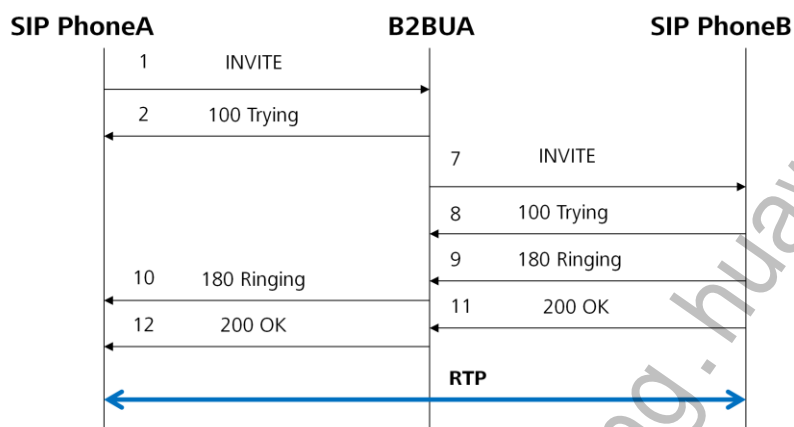 SIP PhoneA B2BUA SIP PhoneB
1 INVITE
2 100 Trying
7 INVITE
8 100 Trying
9 180 Ringing
10 180 Ringing
11 200 OK
12 200 OK
RTP